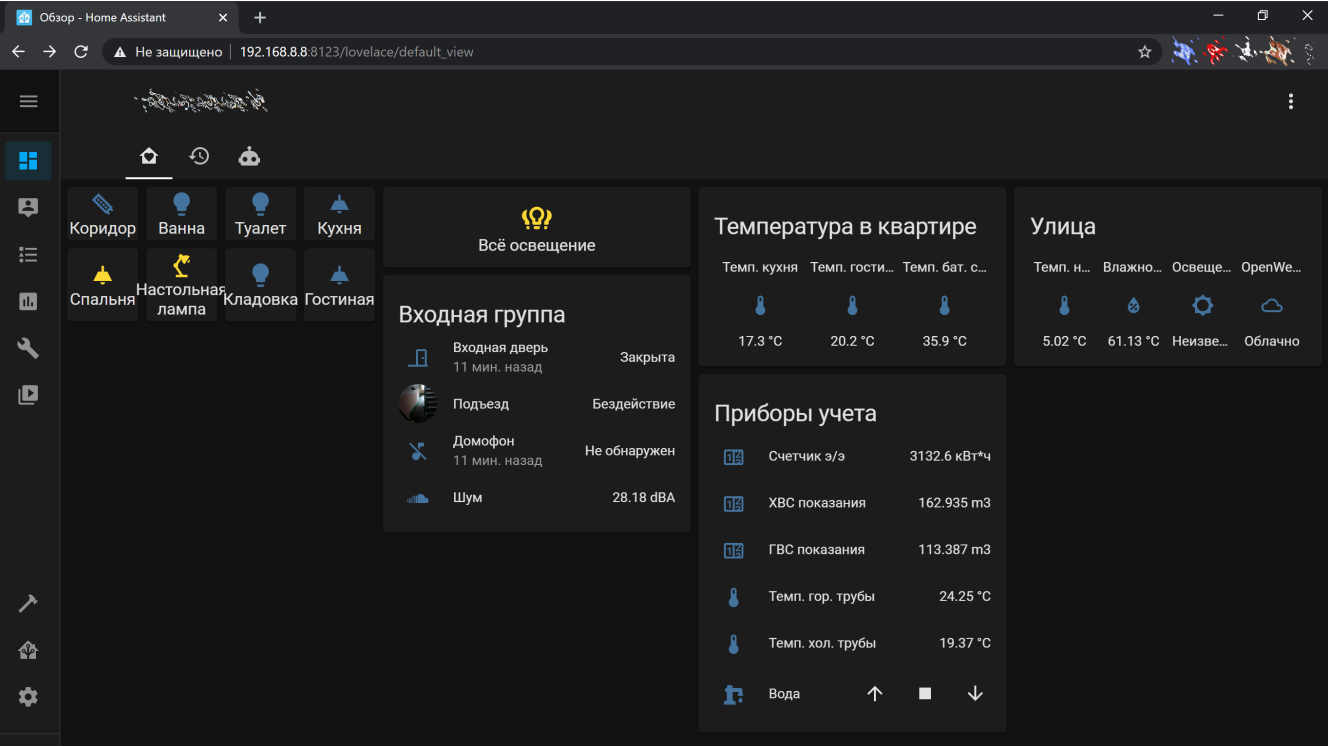 Обзор - Home Assistant
Не защищено 192.168.8.8:8123/lovelace/default_view
Коридор Ванна Туалет Кухня
Спальня Настольная лампа Кладовка Гостиная
Всё освещение
Входная группа
Входная дверь Закрыта
11 мин. назад
Подъезд Бездействие
Домофон Не обнаружен
11 мин. назад
Шум 28.18 dBA
Температура в квартире
Темп. кухня Темп. гости... Темп. бат. с...
17.3 °C 20.2 °C 35.9 °C
Приборы учета
Счетчик э/э 3132.6 кВт*ч
ХВС показания 162.935 m3
ГВС показания 113.387 m3
Темп. гор. трубы 24.25 °C
Темп. хол. трубы 19.37 °C
Вода
Улица
Темп. н... Влажно... Освеще... OpenWe...
5.02 °C 61.13 °C Неизве... Облачно